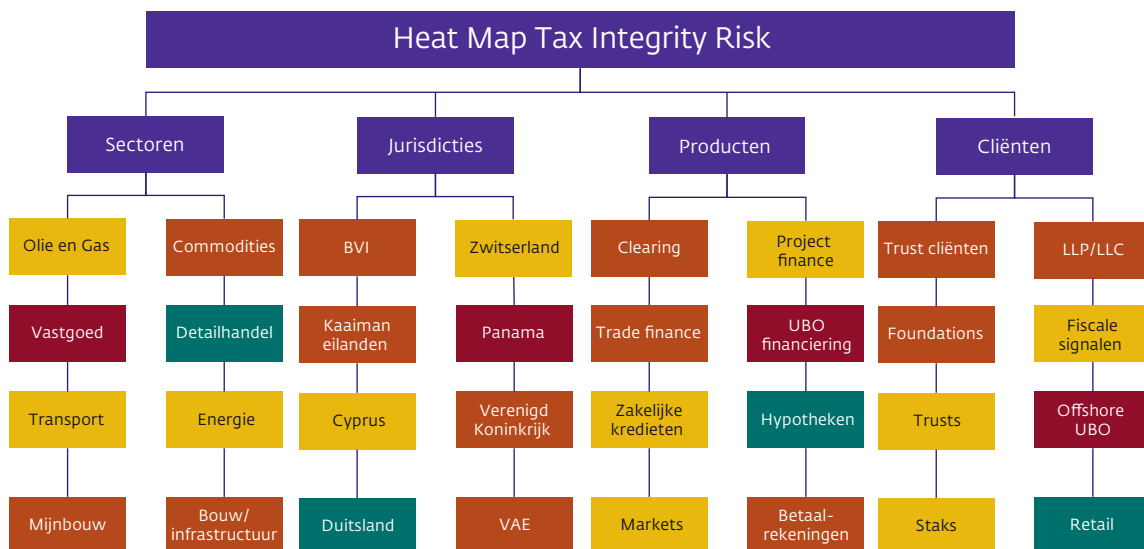 Heat Map Tax Integrity Risk
Sectoren
Jurisdicties
Producten
Cliënten
Olie en Gas
Commodities
BVI
Zwitserland
Clearing
Project
finance
Trust cliënten
LLP/LLC
Vastgoed
Detailhandel
Kaaiman
eilanden
Panama
Trade finance
UBO
financiering
Foundations
Fiscale
signalen
Transport
Energie
Cyprus
Verenigd
Koninkrijk
Zakelijke
kredieten
Hypotheken
Trusts
Offshore
UBO
Mijnbouw
Bouw/
infrastructuur
Duitsland
VAE
Markets
Betaal-
rekeningen
Staks
Retail